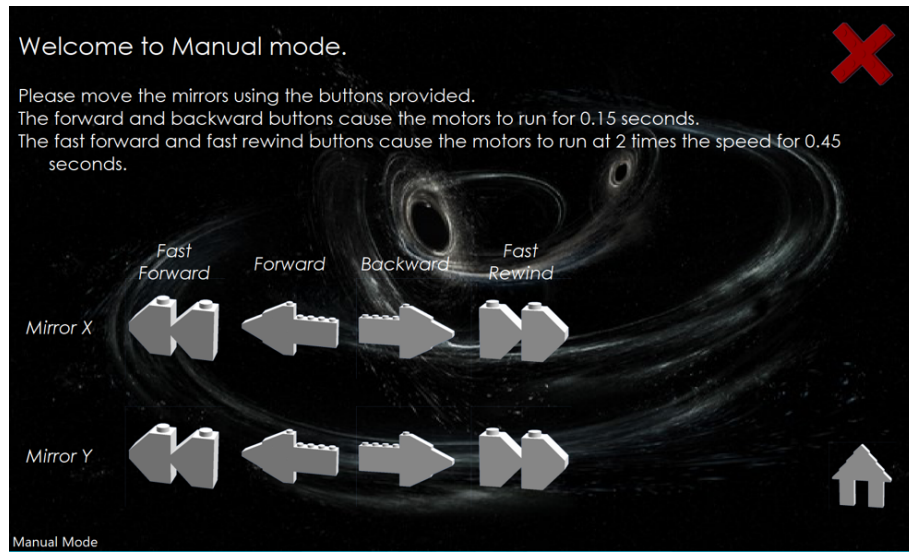 Welcome to Manual mode.
Please move the mirrors using the buttons provided.
The forward and backward buttons cause the motors to run for 0.15 seconds.
The fast forward and fast rewind buttons cause the motors to run at 2 times the speed for 0.45
seconds.
Fast
Forward
Forward
Backward
Fast
Rewind
Mirror X
Mirror Y
Manual Mode